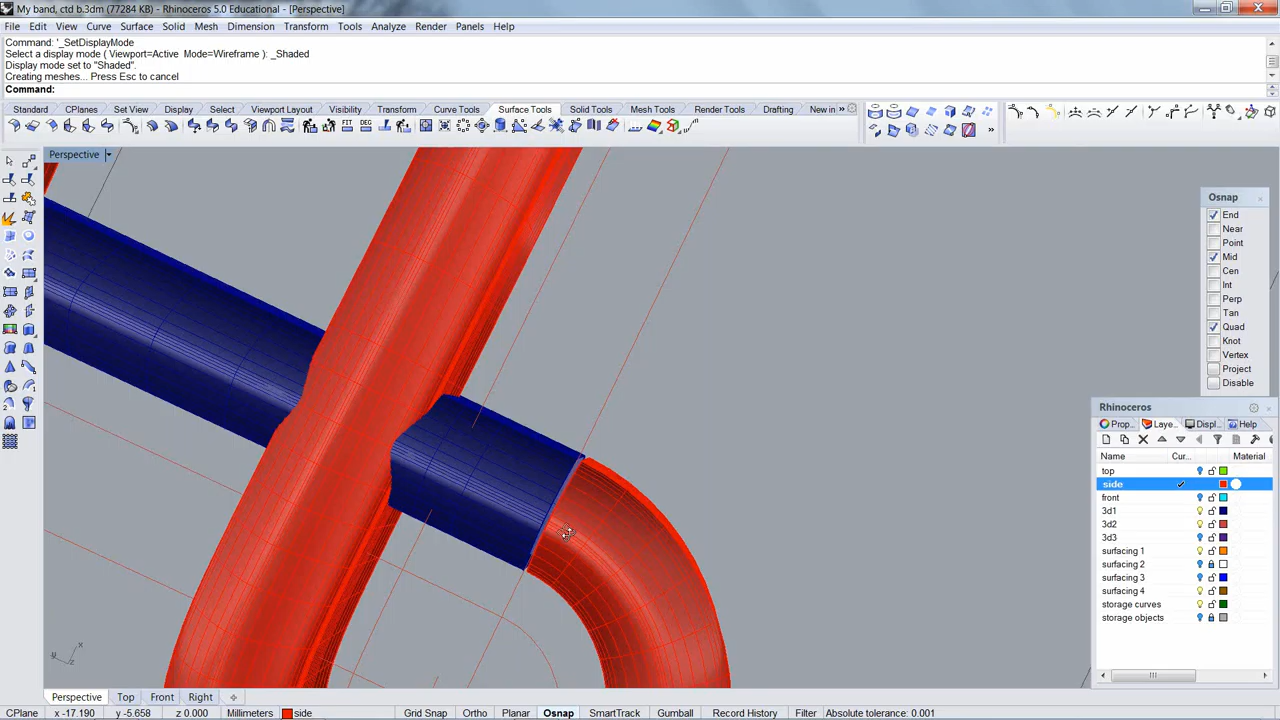 My band, ctd b.3dm (77284 KB) - Rhinoceros 5.0 Educational - [Perspective]
File Edit View Curve Surface Solid Mesh Dimension Transform Tools Analyze Render Panels Help
Command: '_SetDisplayMode
Select a display mode ( Viewport=Active Mode=Wireframe ): _Shaded
Display mode set to "Shaded".
Creating meshes... Press Esc to cancel
Command:
Standard CPlanes Set View Display Select Viewport Layout Visibility Transform Curve Tools Surface Tools Solid Tools Mesh Tools Render Tools Drafting New in »
FIT DEG
Perspective
Osnap
End
Near
Point
Mid
Cen
Int
Perp
Tan
Quad
Knot
Vertex
Project
Disable
Rhinoceros
Prop... Laye... Displ... Help
Name Cur... Material
top
side
front
3d1
3d2
3d3
surfacing 1
surfacing 2
surfacing 3
surfacing 4
storage curves
storage objects
x
y
z
Perspective Top Front Right
CPlane x -17.190 y -5.658 z 0.000 Millimeters side Grid Snap Ortho Planar Osnap SmartTrack Gumball Record History Filter Absolute tolerance: 0.001